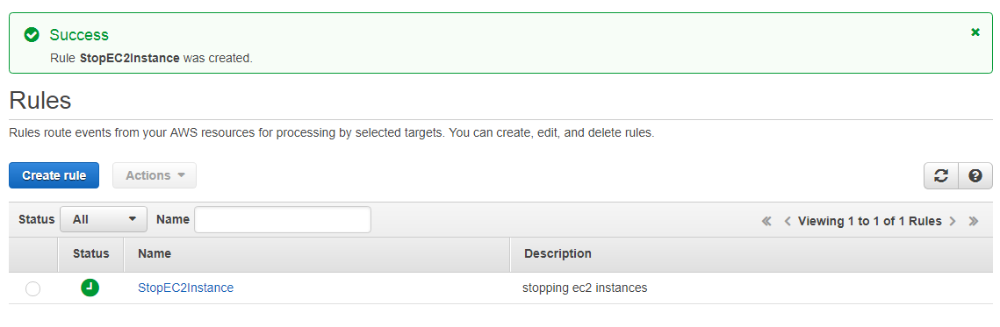 Success
Rule StopEC2Instance was created.
Rules
Rules route events from your AWS resources for processing by selected targets. You can create, edit, and delete rules.
Create rule Actions
Status All Name Viewing 1 to 1 of 1 Rules
Status Name Description
StopEC2Instance stopping ec2 instances